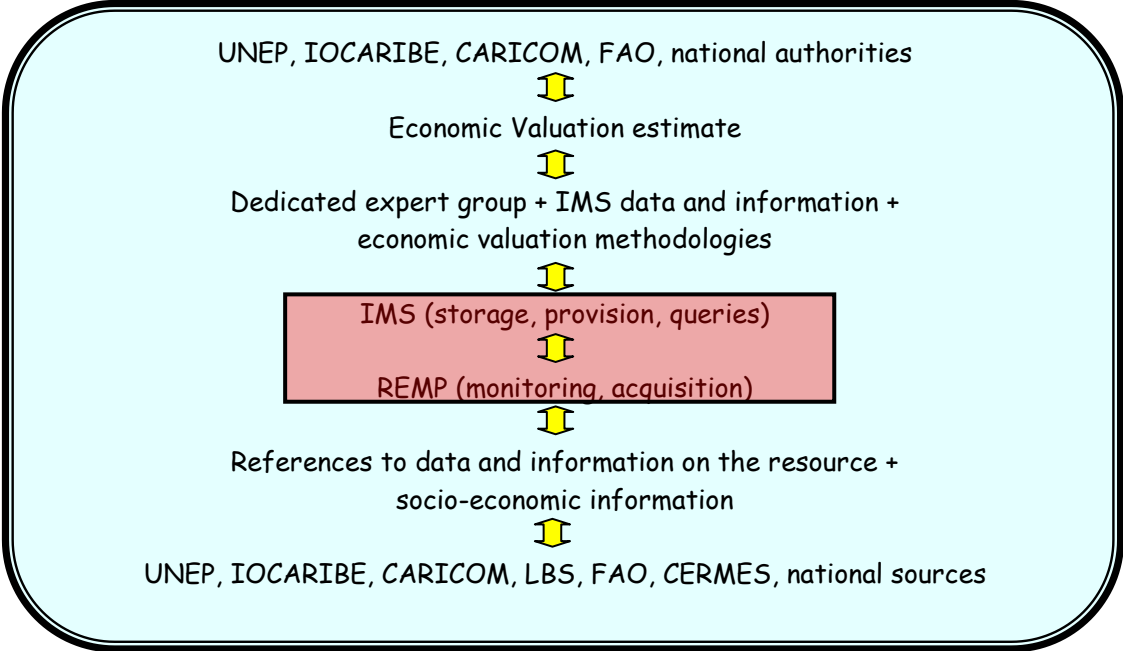 UNEP, IOCARIBE, CARICOM, FAO, national authorities
Economic Valuation estimate
Dedicated expert group + IMS data and information +
economic valuation methodologies
IMS (storage, provision, queries)
REMP (monitoring, acquisition)
References to data and information on the resource +
socio-economic information
UNEP, IOCARIBE, CARICOM, LBS, FAO, CERMES, national sources